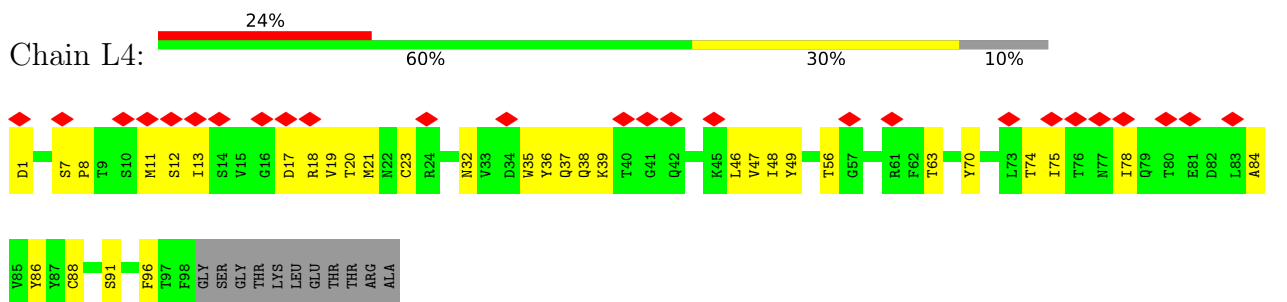 24%
Chain L4:
60% 30% 10%
D1 S7 P8 T9 S10 M11 S12 I13 S14 V15 G16 D17 R18 V19 T20 M21 N22 C23 R24 N32 V33 D34 W35 Y36 Q37 Q38 K39 T40 G41 Q42 K45 L46 V47 I48 Y49 T56 G57 R61 F62 T63 Y70 L73 T74 I75 T76 N77 I78 Q79 T80 E81 D82 L83 A84
V85 Y86 Y87 C88 S91 F96 T97 F98 GLY SER GLY THR LYS LEU GLU THR THR ARG ALA